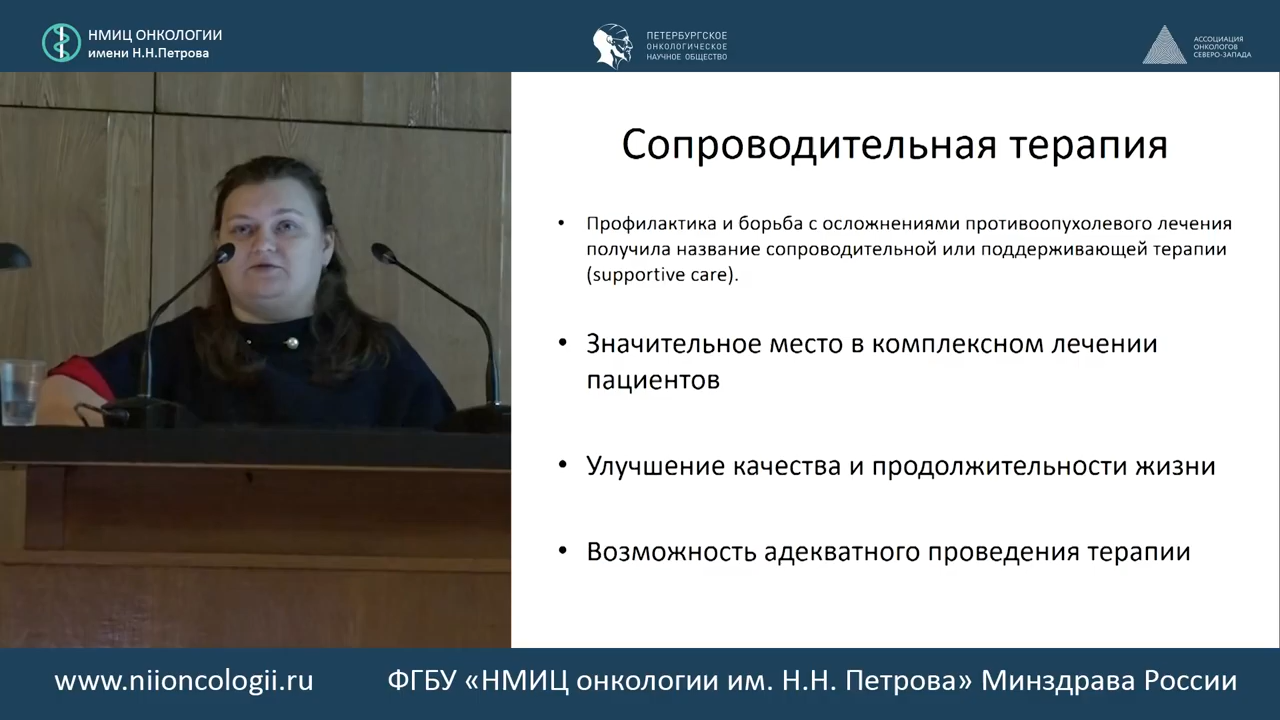 НМИЦ ОНКОЛОГИИ
имени Н.Н.Петрова
ПЕТЕРБУРГСКОЕ
ОНКОЛОГИЧЕСКОЕ
НАУЧНОЕ ОБЩЕСТВО
АССОЦИАЦИЯ
ОНКОЛОГОВ
СЕВЕРО-ЗАПАДА
Сопроводительная терапия
• Профилактика и борьба с осложнениями противоопухолевого лечения
получила название сопроводительной или поддерживающей терапии
(supportive care).
• Значительное место в комплексном лечении
пациентов
• Улучшение качества и продолжительности жизни
• Возможность адекватного проведения терапии
www.niioncologii.ru
ФГБУ «НМИЦ онкологии им. Н.Н. Петрова» Минздрава России